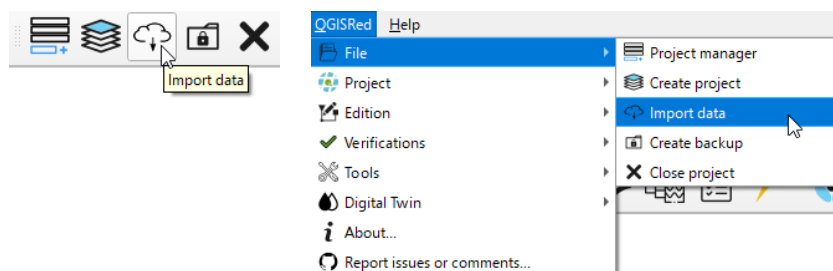 Import data
QGISRed Help
File
Project
Edition
Verifications
Tools
Digital Twin
About...
Report issues or comments...
Project manager
Create project
Import data
Create backup
Close project